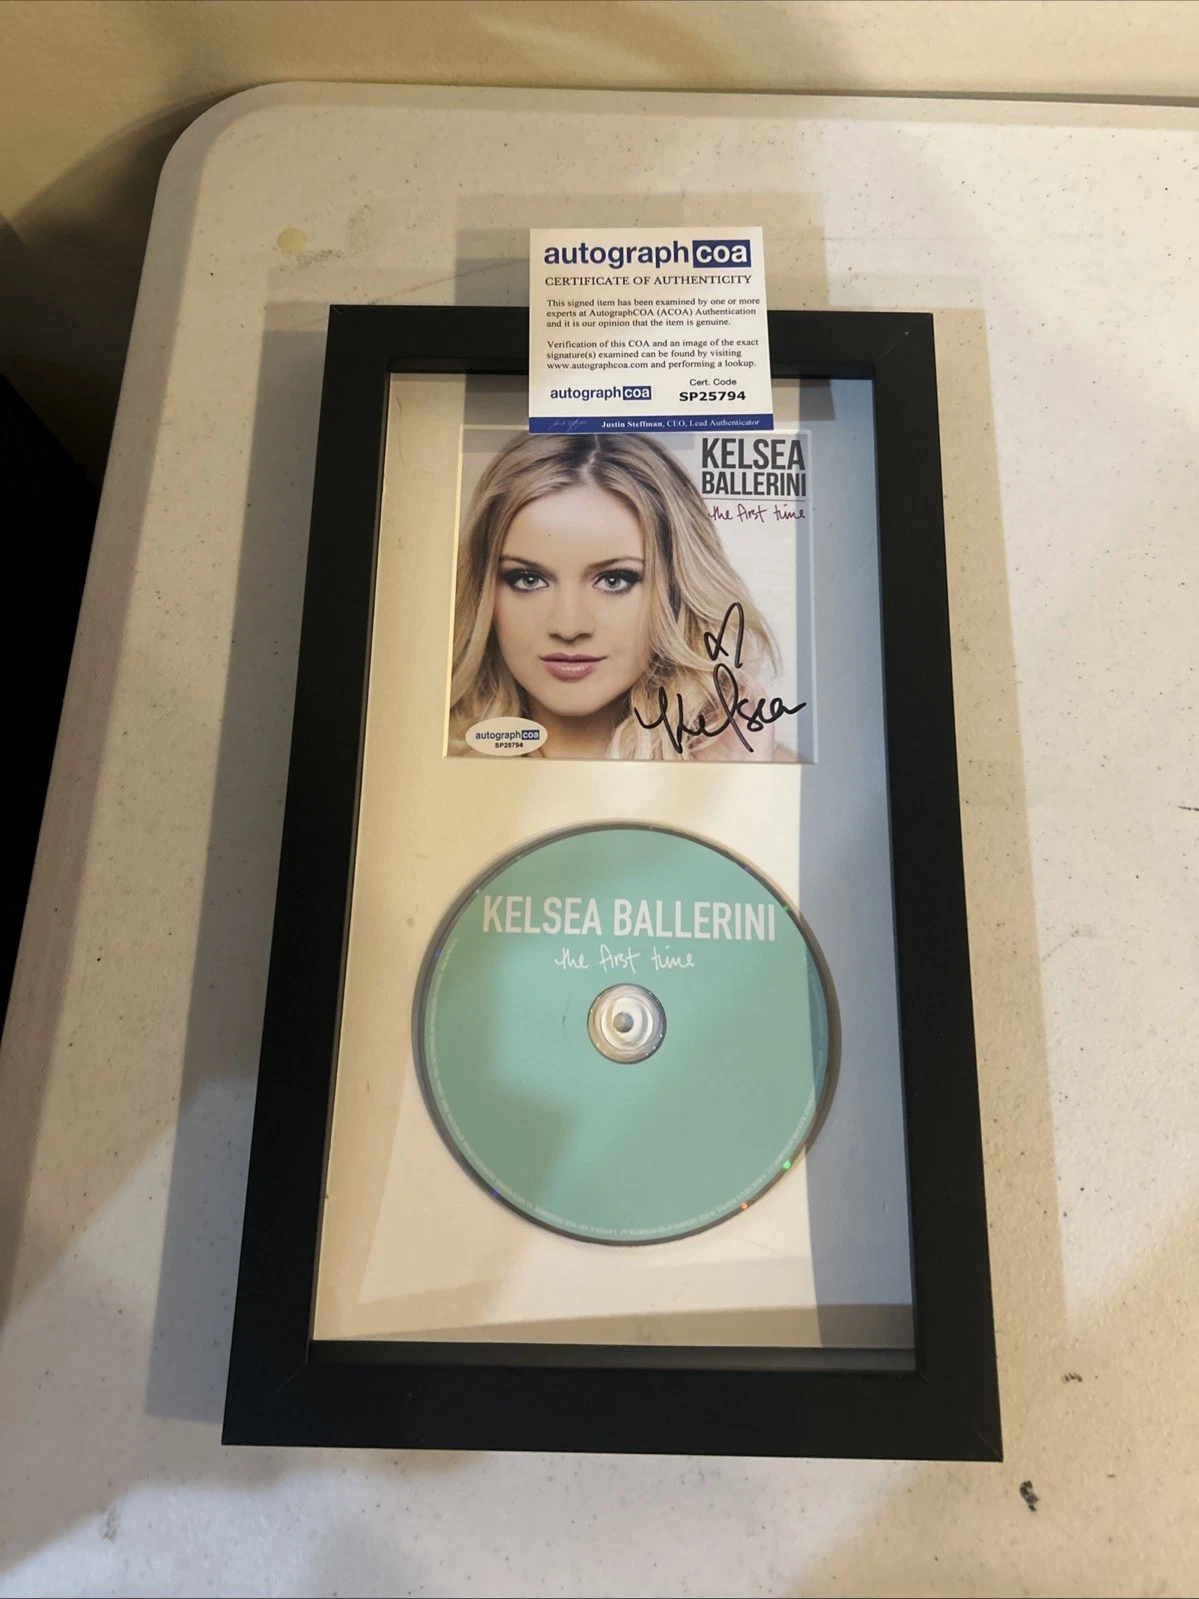 autographcoa
CERTIFICATE OF AUTHENTICITY
This signed item has been examined by one or more
experts at AutographCOA (ACOA) Authentication
and it is our opinion that the item is genuine.
Verification of this COA and an image of the exact
signature(s) examined can be found by visiting
www.autographcoa.com and performing a lookup.
autographcoa
Cert. Code
SP25794
Justin Steffman, CEO, Lead Authenticator
KELSEA
BALLERINI
the first time
Kelsea
autographcoa
SP25794
KELSEA BALLERINI
the first time